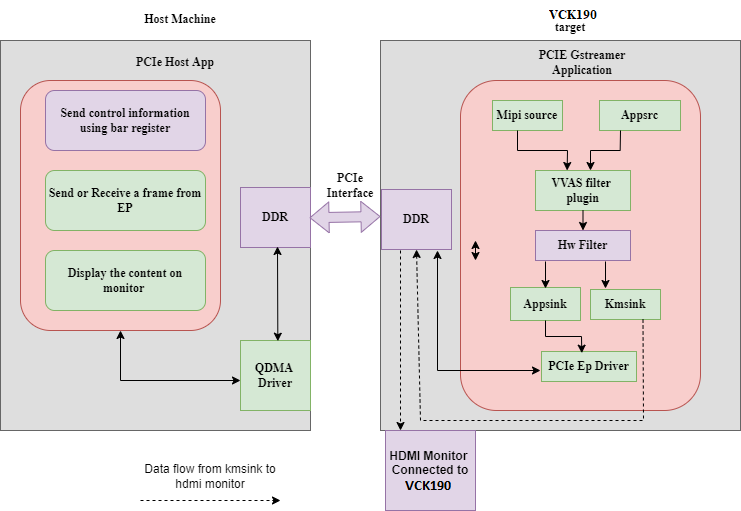 Host Machine
VCK190
target
PCIe Host App
Send control information
using bar register
Send or Receive a frame from
EP
Display the content on
monitor
DDR
QDMA
Driver
PCIe
Interface
PCIE Gstreamer
Application
Mipi source
Appsrc
VVAS filter
plugin
DDR
Hw Filter
Appsink
Kmsink
PCIe Ep Driver
HDMI Monitor
Connected to
VCK190
Data flow from kmsink to
hdmi monitor